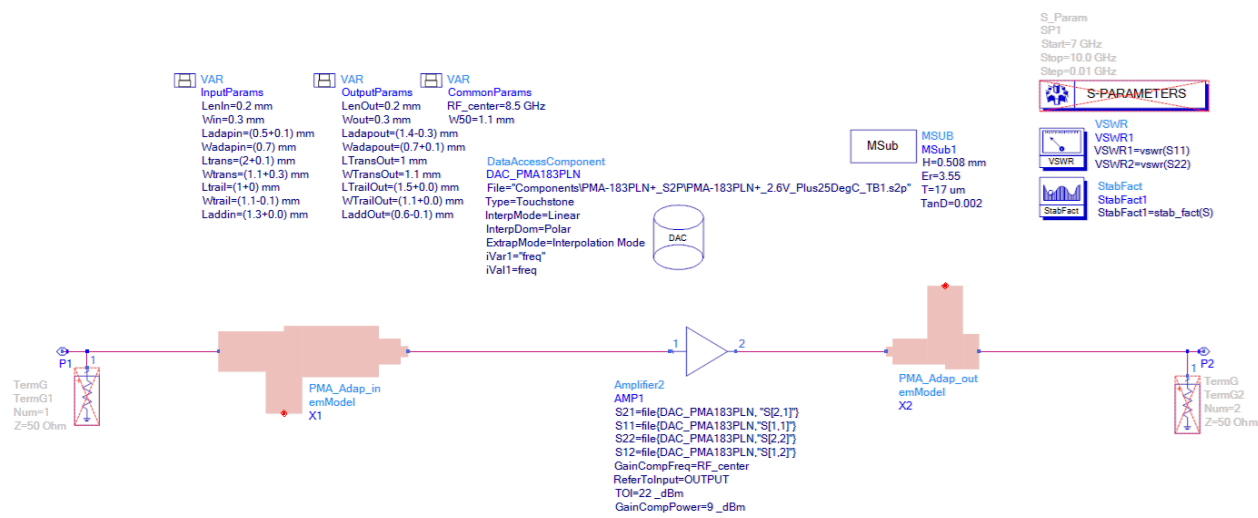 S_Param
SP1
Start=7 GHz
Stop=10.0 GHz
Step=0.01 GHz
S-PARAMETERS
VAR
InputParams
LenIn=0.2 mm
Win=0.3 mm
Ladapin=(0.5+0.1) mm
Wadapin=(0.7) mm
Ltrans=(2+0.1) mm
Wtrans=(1.1+0.3) mm
Ltrail=(1+0) mm
Wtrail=(1.1-0.1) mm
Laddin=(1.3+0.0) mm
VAR
OutputParams
LenOut=0.2 mm
Wout=0.3 mm
Ladapout=(1.4-0.3) mm
Wadapout=(0.7+0.1) mm
LTransOut=1 mm
WTransOut=1.1 mm
LTrailOut=(1.5+0.0) mm
WTrailOut=(1.1+0.0) mm
LaddOut=(0.6-0.1) mm
VAR
CommonParams
RF_center=8.5 GHz
W50=1.1 mm
DataAccessComponent
DAC_PMA183PLN
File="Components\PMA-183PLN+_S2P\PMA-183PLN+_2.6V_Plus25DegC_TB1.s2p"
Type=Touchstone
InterpMode=Linear
InterpDom=Polar
ExtrapMode=Interpolation Mode
iVar1="freq"
iVal1=freq
DAC
MSub
MSUB
MSub1
H=0.508 mm
Er=3.55
T=17 um
TanD=0.002
VSWR
VSWR
VSWR1
VSWR1=vswr(S11)
VSWR2=vswr(S22)
StabFact
StabFact
StabFact1
StabFact1=stab_fact(S)
P1
1
TermG
TermG1
Num=1
Z=50 Ohm
PMA_Adap_in
emModel
X1
1
2
Amplifier2
AMP1
S21=file{DAC_PMA183PLN, "S[2,1]"}
S11=file{DAC_PMA183PLN,"S[1,1]"}
S22=file{DAC_PMA183PLN,"S[2,2]"}
S12=file{DAC_PMA183PLN,"S[1,2]"}
GainCompFreq=RF_center
ReferToInput=OUTPUT
TOI=22 _dBm
GainCompPower=9 _dBm
PMA_Adap_out
emModel
X2
P2
1
TermG
TermG2
Num=2
Z=50 Ohm